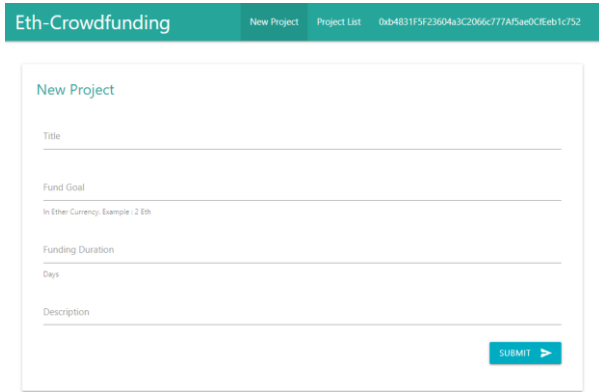 Eth-Crowdfunding New Project Project List 0xb4831F5F23604a3C2066c777Af5ae0CfEeb1c752
New Project
Title
Fund Goal
In Ether Currency. Example : 2 Eth
Funding Duration
Days
Description
SUBMIT